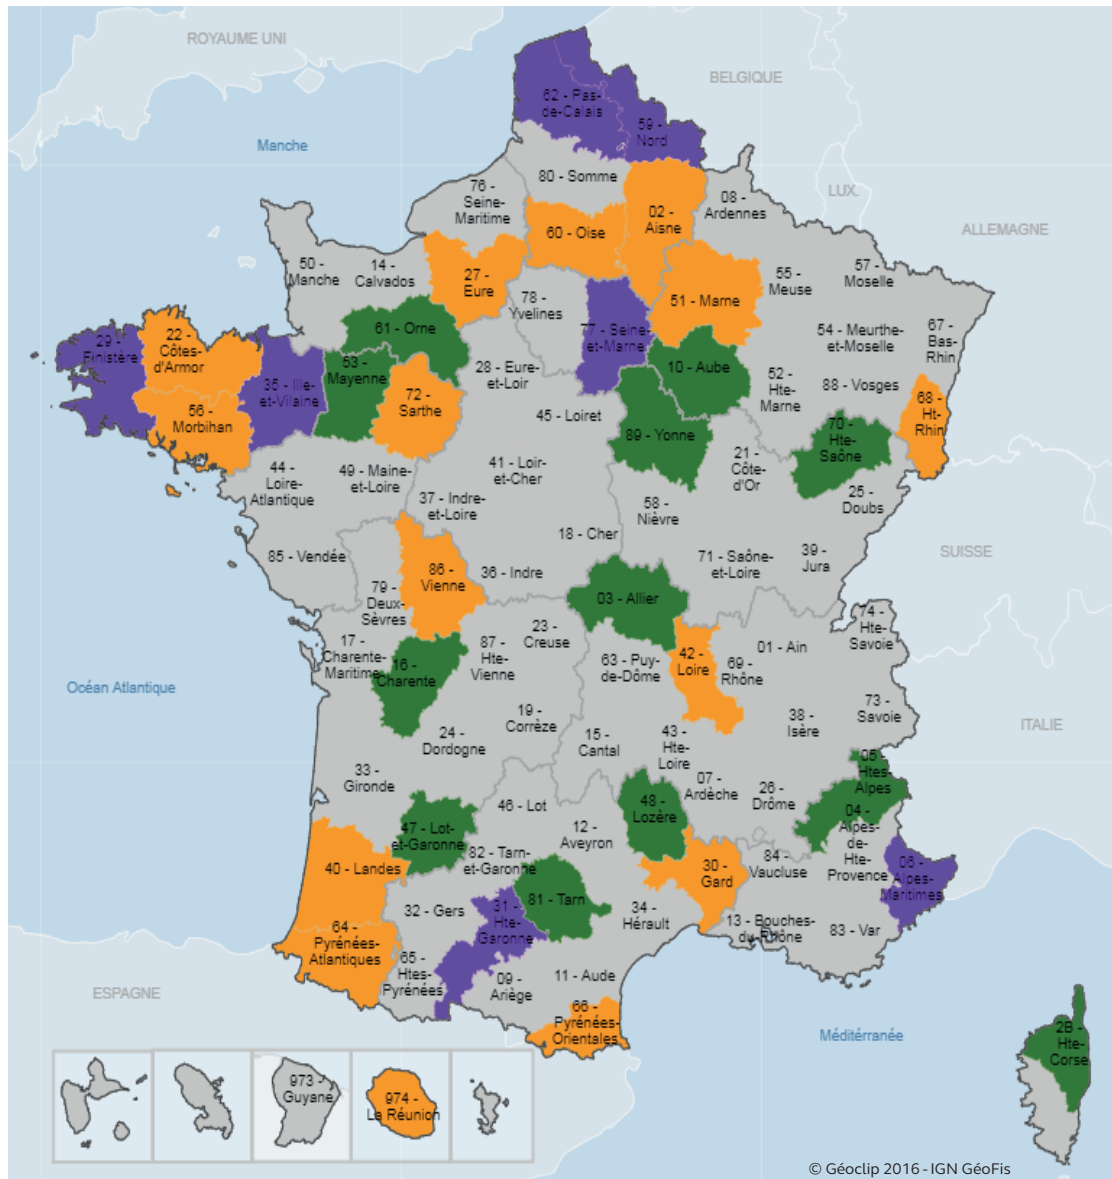 ROYAUME UNI
BELGIQUE
62 - Pas-
de-Calais
59 -
Nord
Manche
80 - Somme
76 -
Seine-
Maritime
02 -
Aisne
08 -
Ardennes
LUX.
ALLEMAGNE
60 - Oise
50 -
Manche
14 -
Calvados
27 -
Eure
78 -
Yvelines
51 - Marne
55 -
Meuse
57 -
Moselle
61 - Orne
77 - Seine-
et-Marne
54 - Meurthe-
et-Moselle
67 -
Bas-
Rhin
29 -
Finistère
22 -
Côtes-
d'Armor
35 - Ille-
et-Vilaine
53 -
Mayenne
28 - Eure-
et-Loir
10 - Aube
52 -
Hte-
Marne
88 - Vosges
56 -
Morbihan
72 -
Sarthe
45 - Loiret
89 - Yonne
70 -
Hte-
Saône
68 -
Ht-
Rhin
44 -
Loire-
Atlantique
49 - Maine-
et-Loire
41 - Loir-
et-Cher
21 -
Côte-
d'Or
37 - Indre-
et-Loire
58 -
Nièvre
25 -
Doubs
18 - Cher
85 - Vendée
86 -
Vienne
36 - Indre
71 - Saône-
et-Loire
39 -
Jura
SUISSE
79 -
Deux-
Sèvres
03 - Allier
74 -
Hte-
Savoie
17 -
Charente-
Maritime
87 -
Hte-
Vienne
23 -
Creuse
63 - Puy-
de-Dôme
42 -
Loire
69 -
Rhône
01 - Ain
16 -
Charente
Océan Atlantique
19 -
Corrèze
73 -
Savoie
24 -
Dordogne
15 -
Cantal
43 -
Hte-
Loire
38 -
Isère
ITALIE
33 -
Gironde
07 -
Ardèche
26 -
Drôme
05 -
Htes-
Alpes
46 - Lot
48 -
Lozère
47 - Lot-
et-Garonne
12 -
Aveyron
04 -
Alpes-
de-
Hte-
Provence
40 - Landes
82 - Tarn-
et-Garonne
30 -
Gard
84 -
Vaucluse
06 -
Alpes-
Maritimes
32 - Gers
31 -
Hte-
Garonne
81 - Tarn
34 -
Hérault
13 - Bouches-
du-Rhône
83 - Var
64 -
Pyrénées-
Atlantiques
65 -
Htes-
Pyrénées
09 -
Ariège
11 - Aude
ESPAGNE
66 -
Pyrénées-
Orientales
Méditérranée
2B -
Hte-
Corse
973 -
Guyane
974 -
La Réunion
© Géoclip 2016 - IGN GéoFis